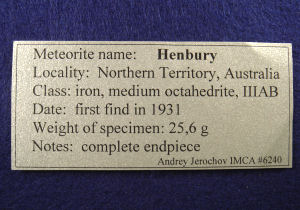 Meteorite name: Henbury
Locality: Northern Territory, Australia
Class: iron, medium octahedrite, IIIAB
Date: first find in 1931
Weight of specimen: 25,6 g
Notes: complete endpiece
Andrey Jerochov IMCA #6240